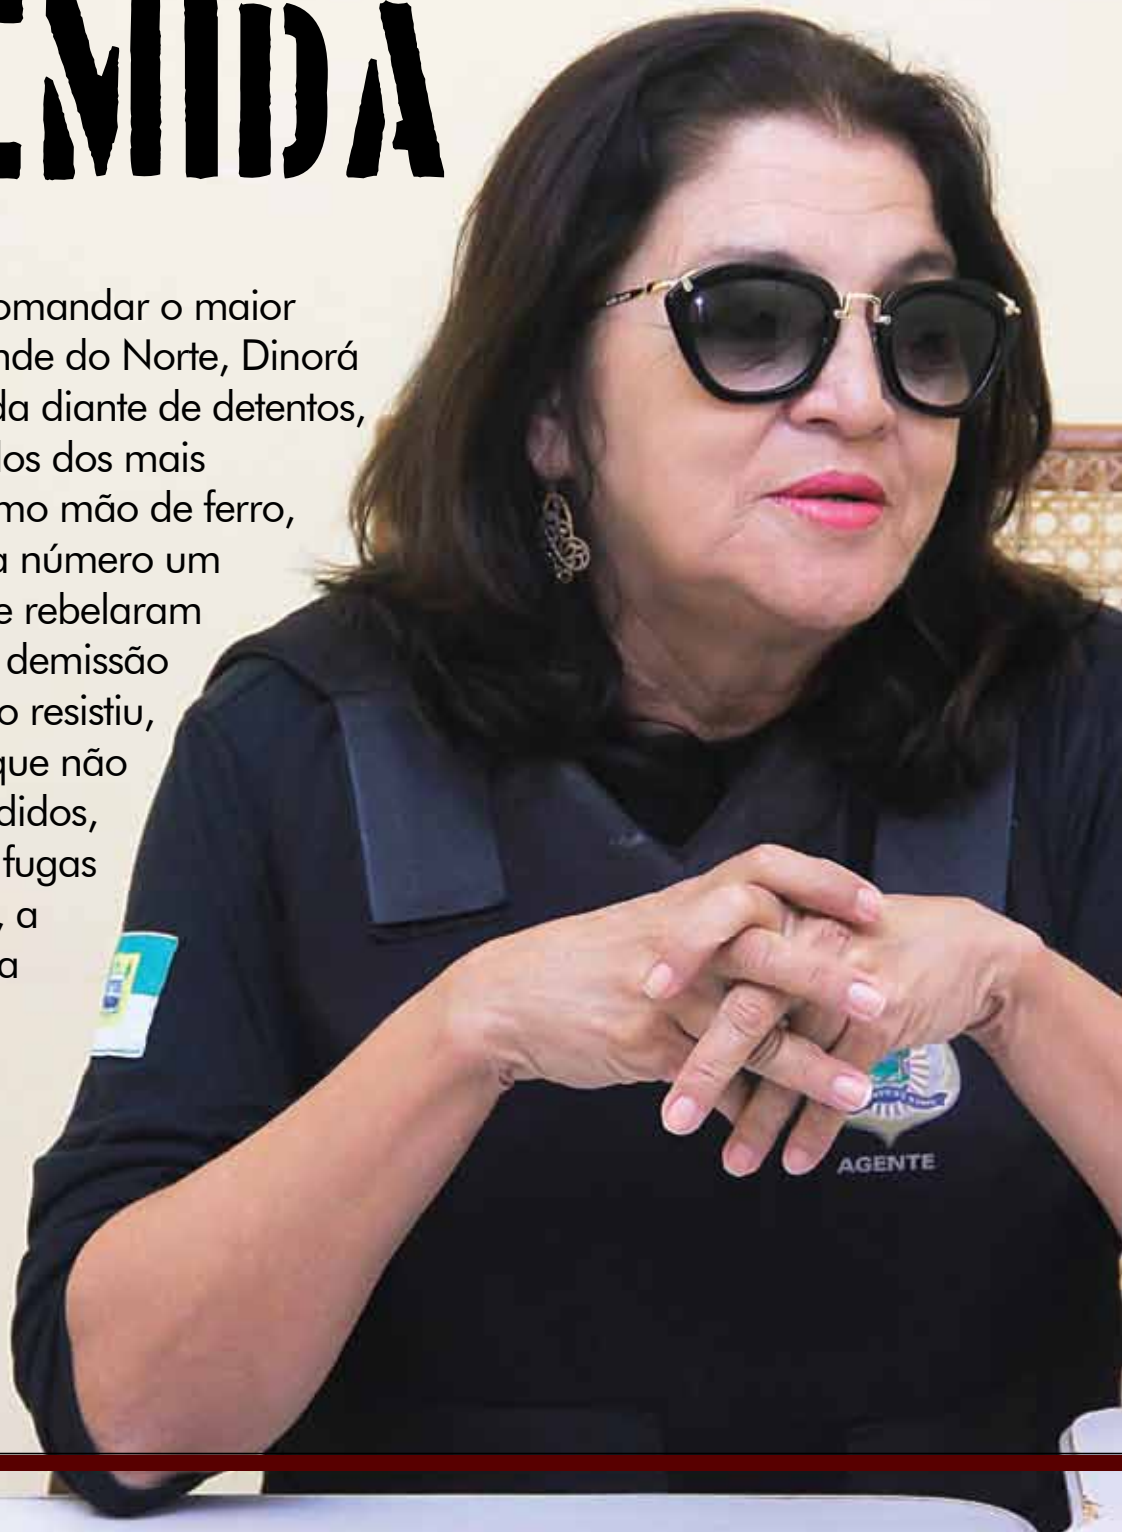 EMIDA
omandar o maior
nde do Norte, Dinorá
da diante de detentos,
los dos mais
mo mão de ferro,
a número um
e rebelaram
demissão
o resistiu,
que não
didos,
fugas
, a
a
AGENTE